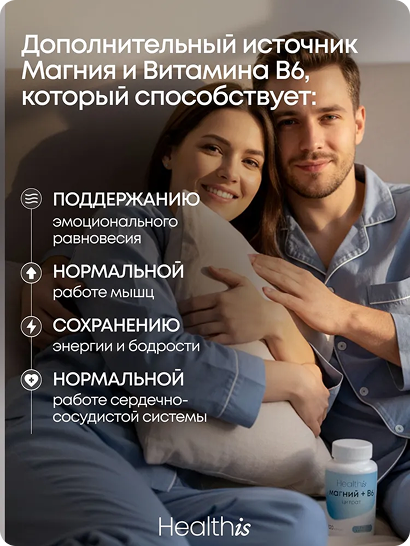 Дополнительный источник
Магния и Витамина B6,
который способствует:
ПОДДЕРЖАНИЮ
эмоционального
равновесия
НОРМАЛЬНОЙ
работе мышц
СОХРАНЕНИЮ
энергии и бодрости
НОРМАЛЬНОЙ
работе сердечно-
сосудистой системы
Healthis
магний + B6
цитрат
Healthis